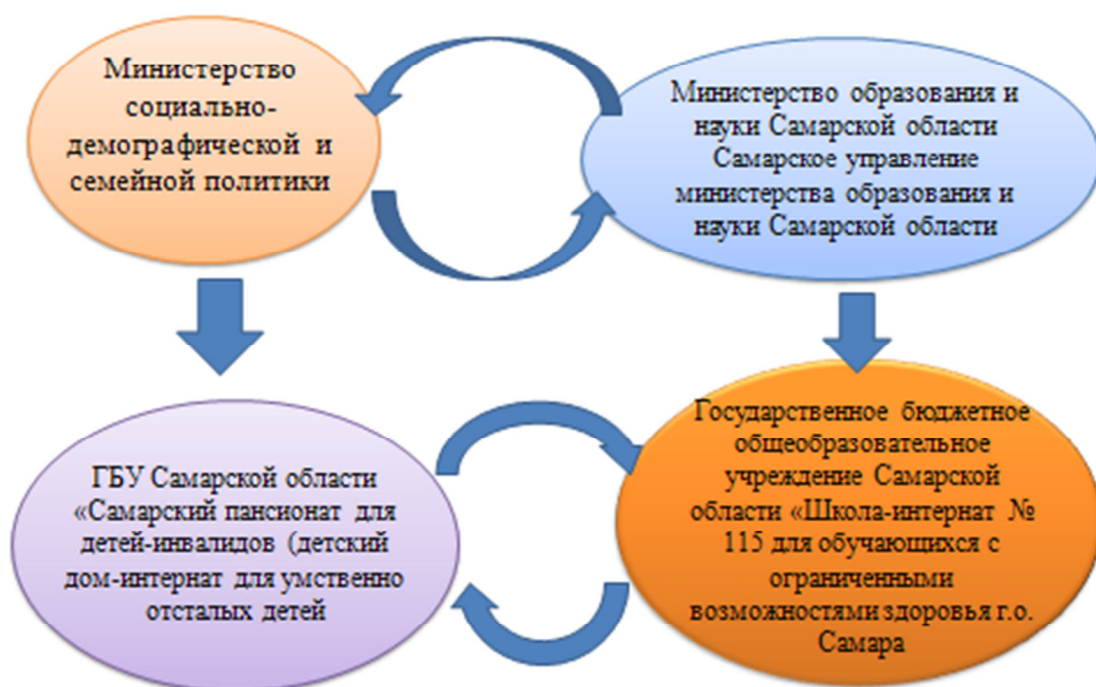 Министерство
социально-
демографической и
семейной политики
Министерство образования и
науки Самарской области
Самарское управление
министерства образования и
науки Самарской области
ГБУ Самарской области
«Самарский пансионат для
детей-инвалидов (детский
дом-интернат для умственно
отсталых детей
Государственное бюджетное
общеобразовательное
учреждение Самарской
области «Школа-интернат №
115 для обучающихся с
ограниченными
возможностями здоровья г.о.
Самара